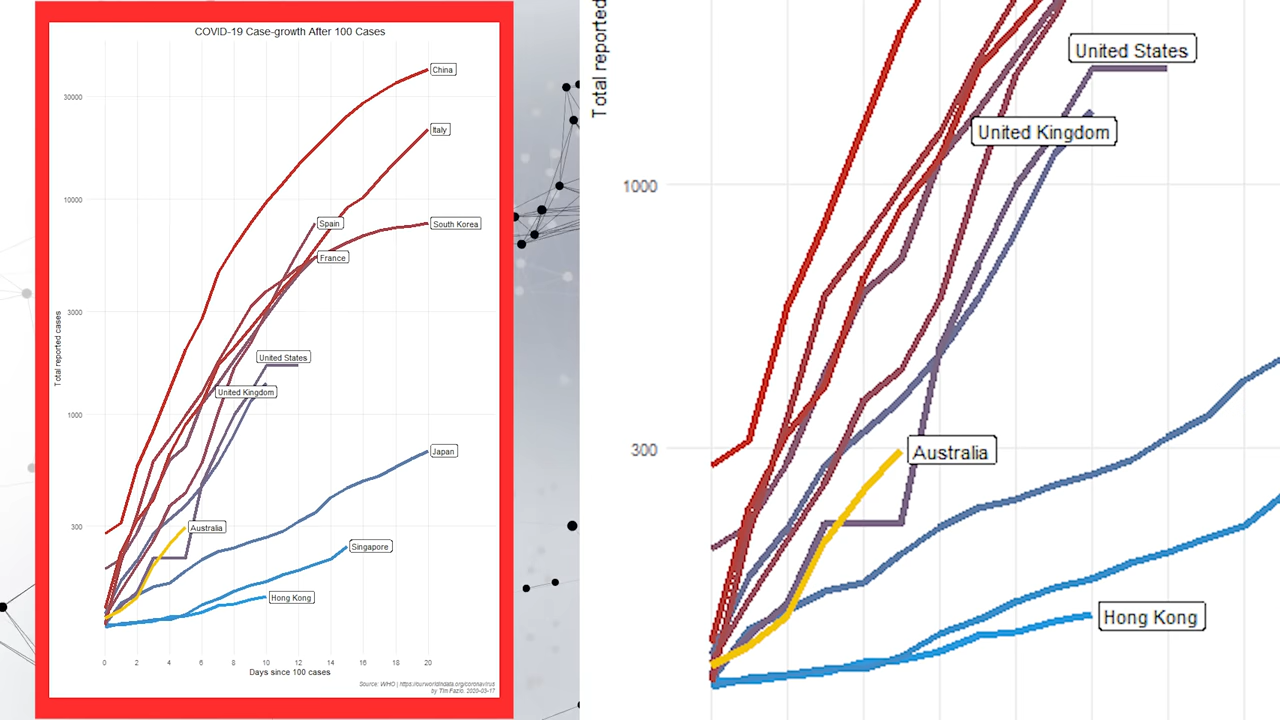 COVID-19 Case-growth After 100 Cases
China
30000
Italy
10000
Spain
South Korea
France
3000
Total reported cases
United States
United Kingdom
1000
Japan
300
Australia
Singapore
Hong Kong
0 2 4 6 8 10 12 14 16 18 20
Days since 100 cases
Source: WHO | https://ourworldindata.org/coronavirus
by Tim Fazio. 2020-03-17
Total reported
United States
United Kingdom
1000
300
Australia
Hong Kong